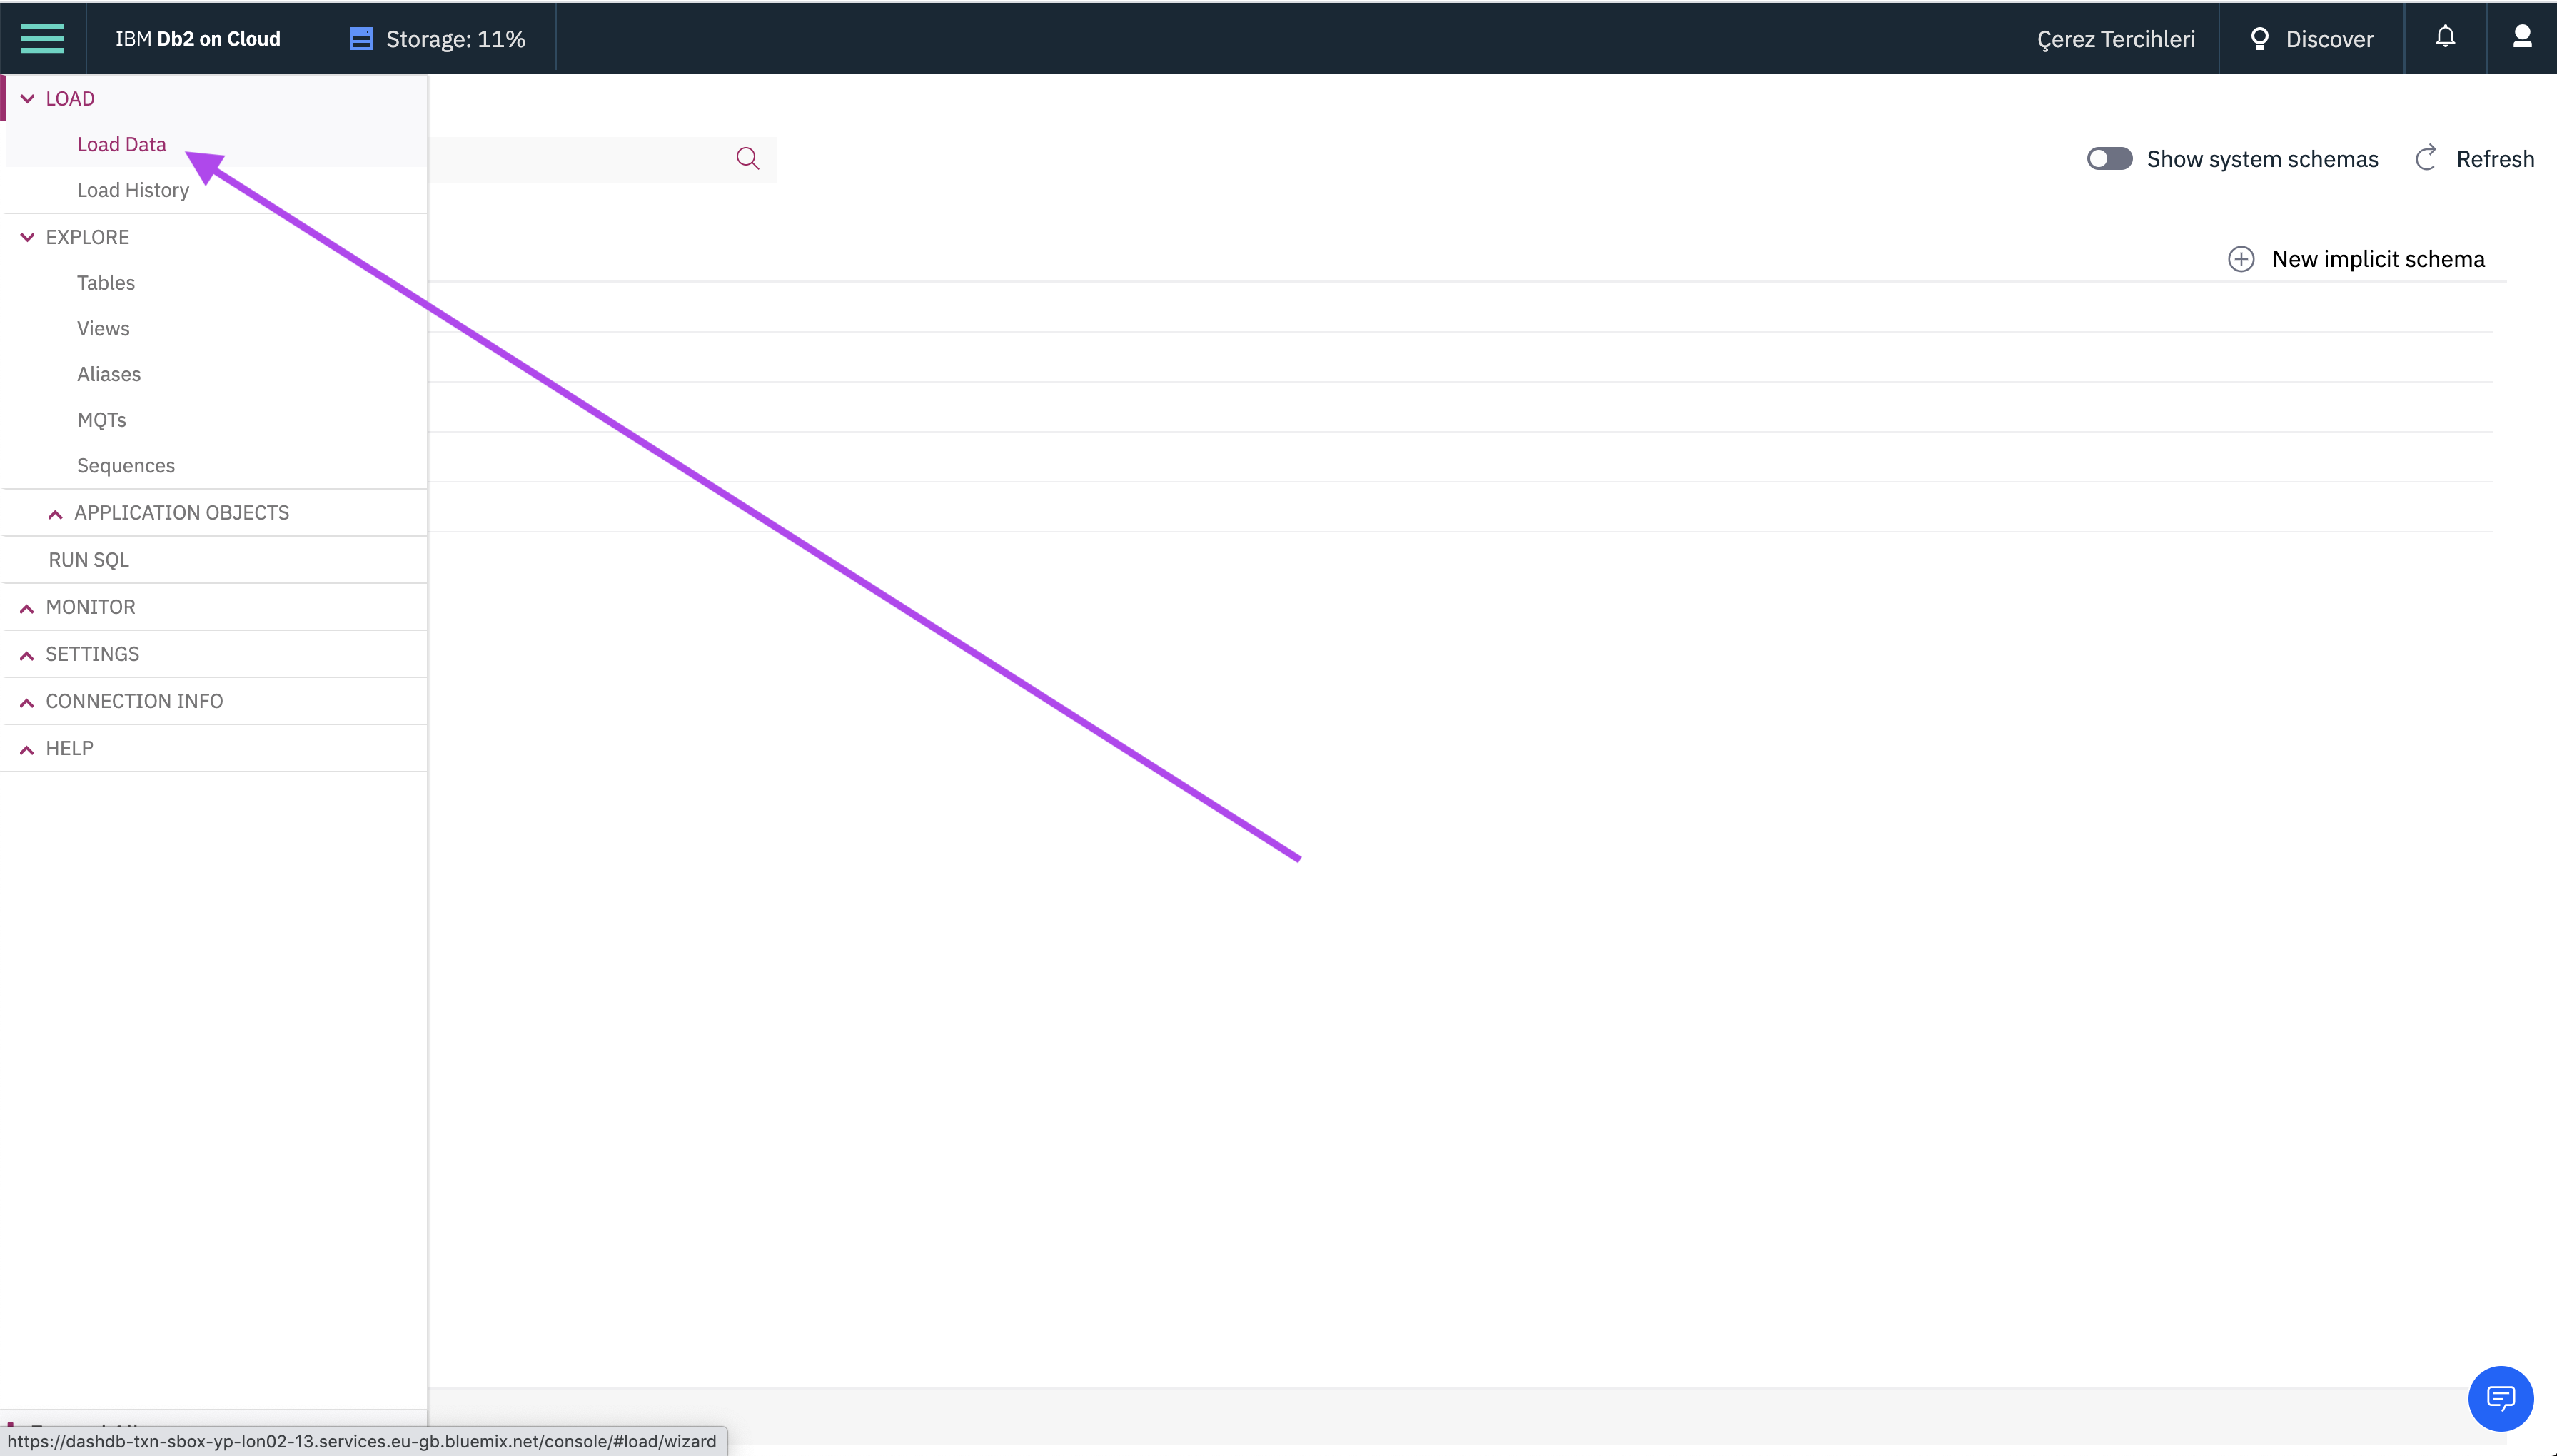 IBM Db2 on Cloud
Storage: 11%
Çerez Tercihleri
Discover
LOAD
Load Data
Load History
EXPLORE
Tables
Views
Aliases
MQTs
Sequences
APPLICATION OBJECTS
RUN SQL
MONITOR
SETTINGS
CONNECTION INFO
HELP
Show system schemas
Refresh
New implicit schema
https://dashdb-txn-sbox-yp-lon02-13.services.eu-gb.bluemix.net/console/#load/wizard